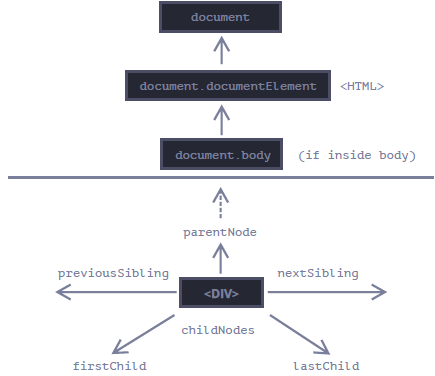 document
document.documentElement <HTML>
document.body (if inside body)
parentNode
previousSibling nextSibling
<DIV>
childNodes
firstChild lastChild